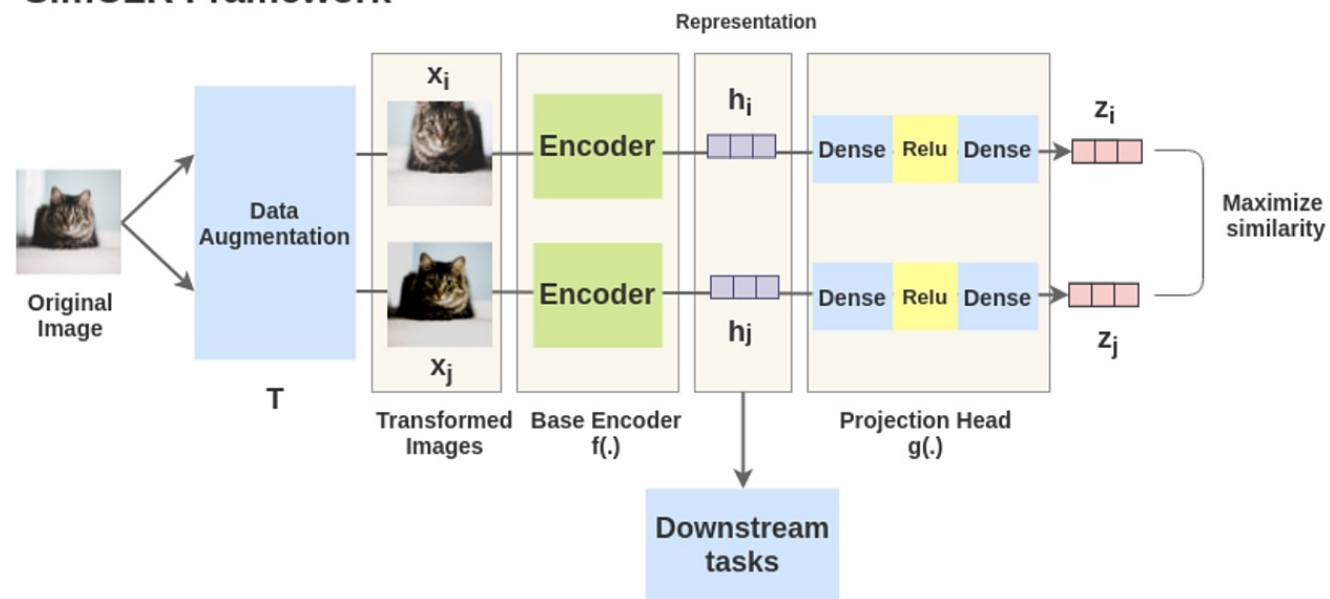 Representation
x_i
h_i
z_i
Encoder
Dense Relu Dense
Data
Augmentation
Maximize
similarity
Original
Image
Encoder
Dense Relu Dense
x_j
h_j
z_j
T
Transformed
Images
Base Encoder
f(.)
Projection Head
g(.)
Downstream
tasks